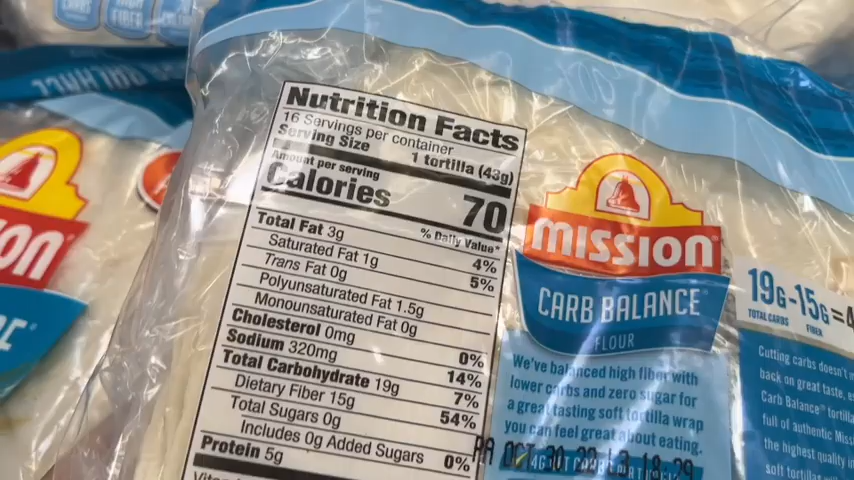 FIBER
Nutrition Facts
16 Servings per container
Serving Size 1 tortilla (43g)
Amount per serving
Calories 70
% Daily Value*
Total Fat 3g 4%
Saturated Fat 1g 5%
Trans Fat 0g
Polyunsaturated Fat 1.5g
Monounsaturated Fat 0g
Cholesterol 0mg 0%
Sodium 320mg 14%
Total Carbohydrate 19g 7%
Dietary Fiber 15g 54%
Total Sugars 0g
Includes 0g Added Sugars 0%
Protein 5g
MISSION
CARB BALANCE
FLOUR
We've balanced high fiber with
lower carbs and zero sugar for
a great tasting soft tortilla wrap
you can feel great about eating.
19G-15G=4
TOTAL CARBS FIBER
Cutting carbs doesn't
back on great taste,
Carb Balance® tortilla
full of authentic
the highest quality
soft tortillas